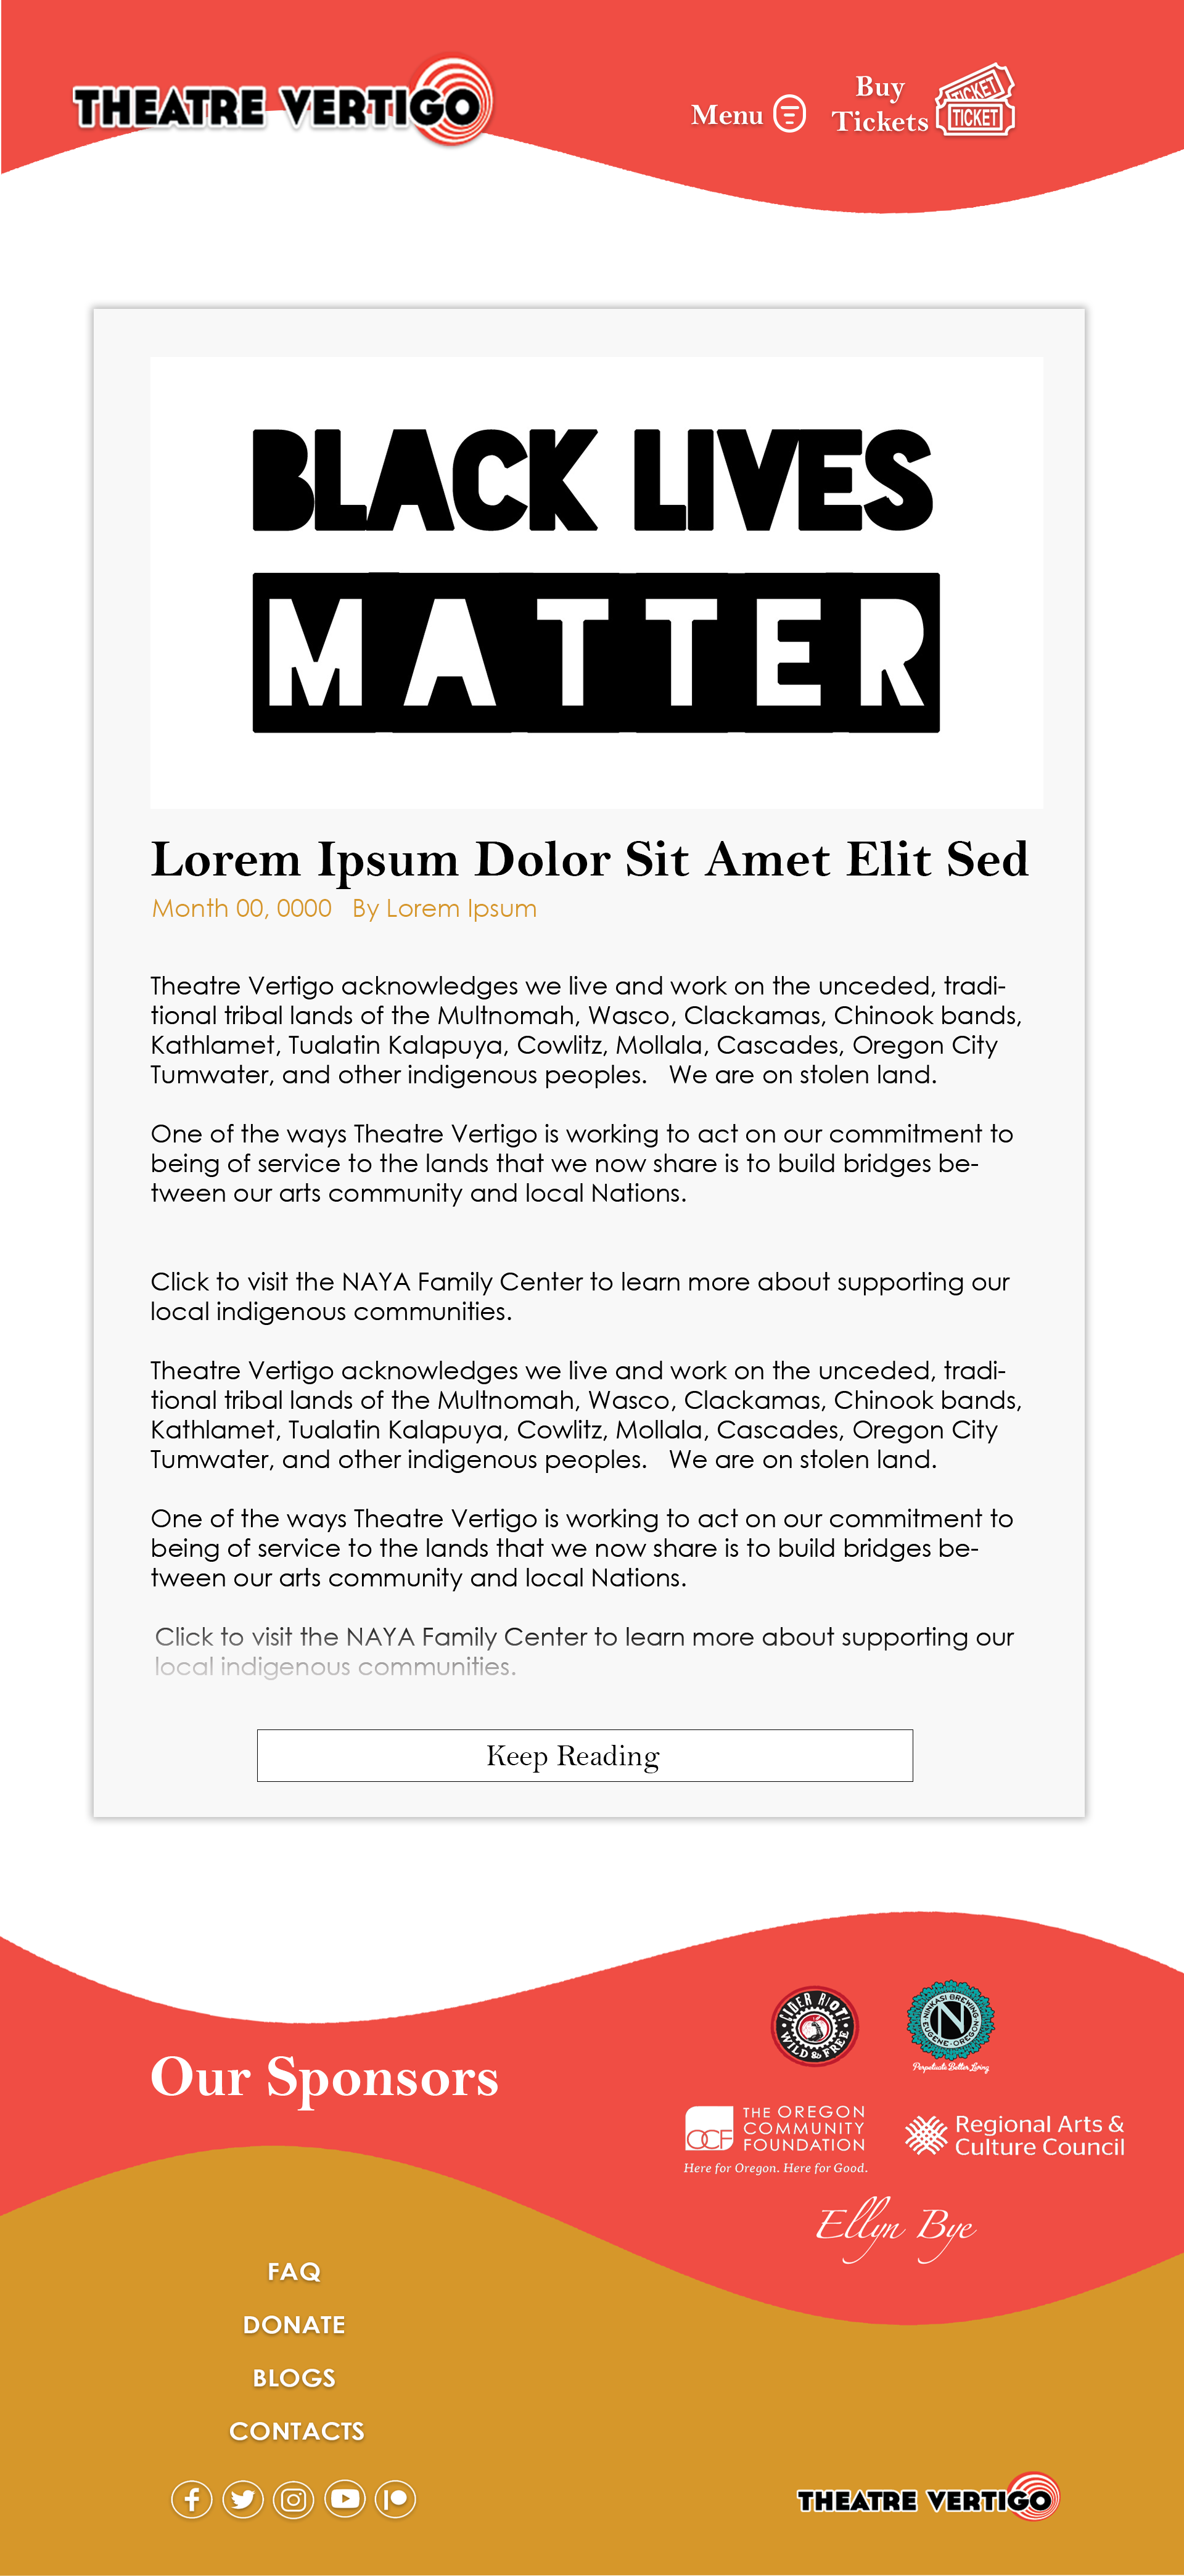 THEATRE VERTIGO
Menu
Buy
Tickets
TICKET
TICKET
BLACK LIVES
MATTER
Lorem Ipsum Dolor Sit Amet Elit Sed
Month 00, 0000 By Lorem Ipsum
Theatre Vertigo acknowledges we live and work on the unceded, tradi-
tional tribal lands of the Multnomah, Wasco, Clackamas, Chinook bands,
Kathlamet, Tualatin Kalapuya, Cowlitz, Mollala, Cascades, Oregon City
Tumwater, and other indigenous peoples. We are on stolen land.
One of the ways Theatre Vertigo is working to act on our commitment to
being of service to the lands that we now share is to build bridges be-
tween our arts community and local Nations.
Click to visit the NAYA Family Center to learn more about supporting our
local indigenous communities.
Theatre Vertigo acknowledges we live and work on the unceded, tradi-
tional tribal lands of the Multnomah, Wasco, Clackamas, Chinook bands,
Kathlamet, Tualatin Kalapuya, Cowlitz, Mollala, Cascades, Oregon City
Tumwater, and other indigenous peoples. We are on stolen land.
One of the ways Theatre Vertigo is working to act on our commitment to
being of service to the lands that we now share is to build bridges be-
tween our arts community and local Nations.
Click to visit the NAYA Family Center to learn more about supporting our
local indigenous communities.
Keep Reading
Our Sponsors
CIDER RIOT!
WILD & FREE
NINKASI BREWING
N
EUGENE · OREGON
Perpetuate Better Living
OCF
THE OREGON
COMMUNITY
FOUNDATION
Here for Oregon. Here for Good.
Regional Arts &
Culture Council
Ellyn Bye
FAQ
DONATE
BLOGS
CONTACTS
THEATRE VERTIGO